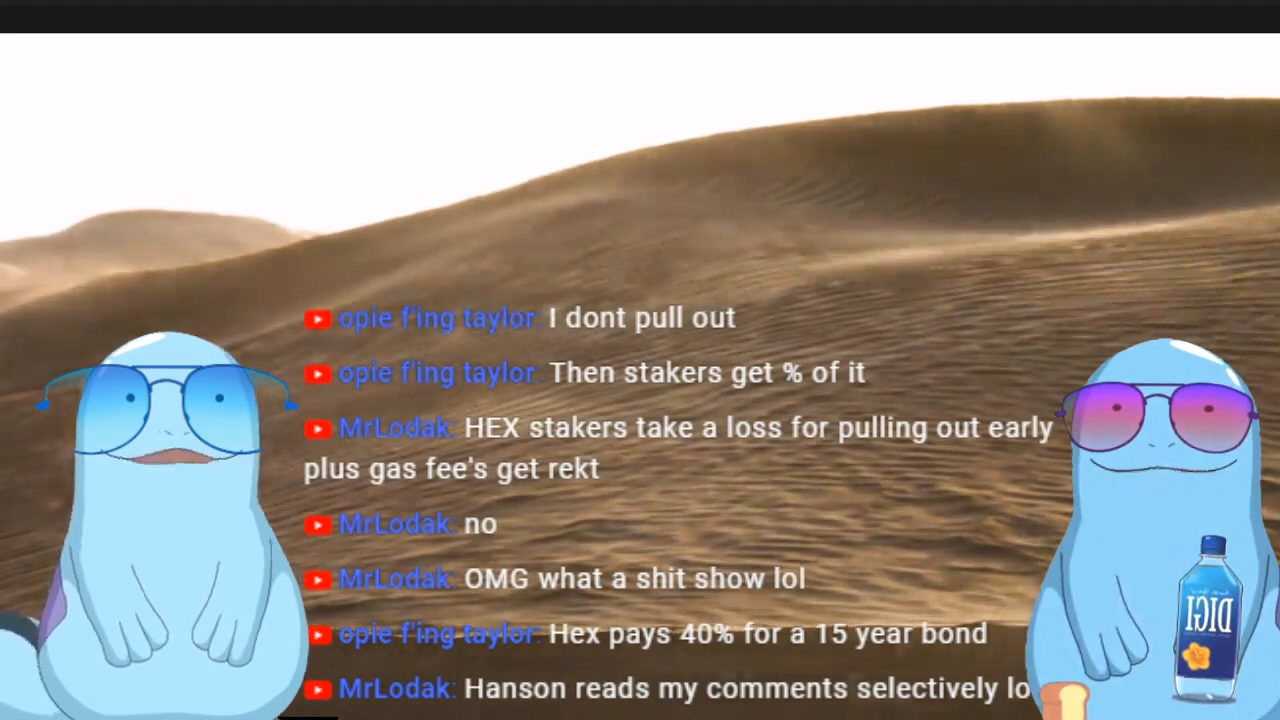 opie f'ing taylor: I dont pull out
opie f'ing taylor: Then stakers get % of it
MrLodak: HEX stakers take a loss for pulling out early
plus gas fee's get rekt
MrLodak: no
MrLodak: OMG what a shit show lol
opie f'ing taylor: Hex pays 40% for a 15 year bond
MrLodak: Hanson reads my comments selectively lo
DIGI